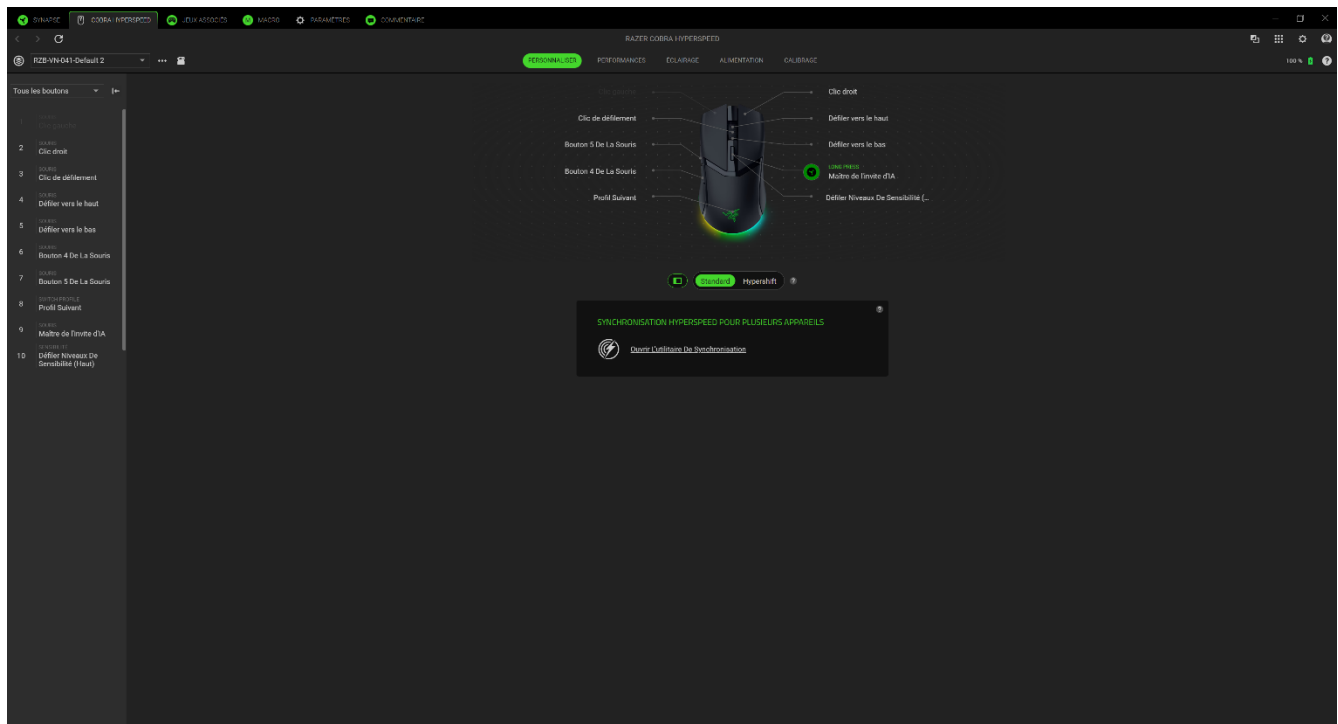 SYNAPSE
COBRA HYPERSPEED
JEUX ASSOCIÉS
MACRO
PARAMÈTRES
COMMENTAIRE
RAZER COBRA HYPERSPEED
RZB-VN-041-Default 2
PERSONNALISER
PERFORMANCES
ÉCLAIRAGE
ALIMENTATION
CALIBRAGE
100 %
Tous les boutons
1
2
SOURIS
Clic droit
3
SOURIS
Clic de défilement
4
SOURIS
Défiler vers le haut
5
SOURIS
Défiler vers le bas
6
SOURIS
Bouton 4 De La Souris
7
SOURIS
Bouton 5 De La Souris
8
SWITCH PROFILE
Profil Suivant
9
SOURIS
Maître de l'invite d'IA
10
SENSIBILITÉ
Défiler Niveaux De
Sensibilité (Haut)
Clic gauche
Clic de défilement
Bouton 5 De La Souris
Bouton 4 De La Souris
Profil Suivant
Clic droit
Défiler vers le haut
Défiler vers le bas
LONG PRESS
Maître de l'invite d'IA
Défiler Niveaux De Sensibilité (...
Standard
Hypershift
SYNCHRONISATION HYPERSPEED POUR PLUSIEURS APPAREILS
Ouvrir L'utilitaire De Synchronisation